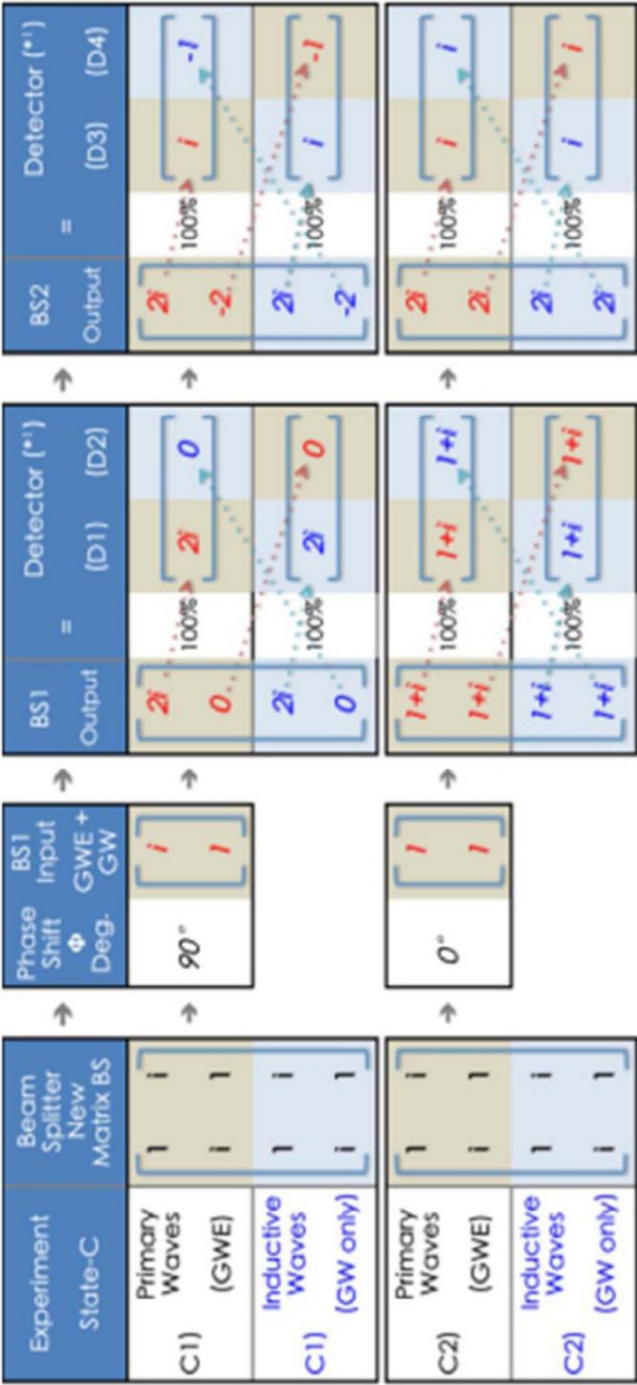 Experiment
State-C
Beam
Splitter
New
Matrix BS
Phase
Shift
Φ
Deg.
BS1
Input
GWE +
GW
BS1
Output
= Detector (*¹)
(D1) (D2)
BS2
Output
= Detector (*¹)
(D3) (D4)
C1)
Primary
Waves
(GWE)
1 i
i 1
90°
i
1
2i
0
100%
2i 0
2i
-2
100%
i -1
C1)
Inductive
Waves
(GW only)
1 i
i 1
2i
0
100%
2i 0
2i
-2
100%
i -1
C2)
Primary
Waves
(GWE)
1 i
i 1
0°
1
1
1+i
1+i
100%
1+i 1+i
2i
2i
100%
i i
C2)
Inductive
Waves
(GW only)
1 i
i 1
1+i
1+i
100%
1+i 1+i
2i
2i
100%
i i